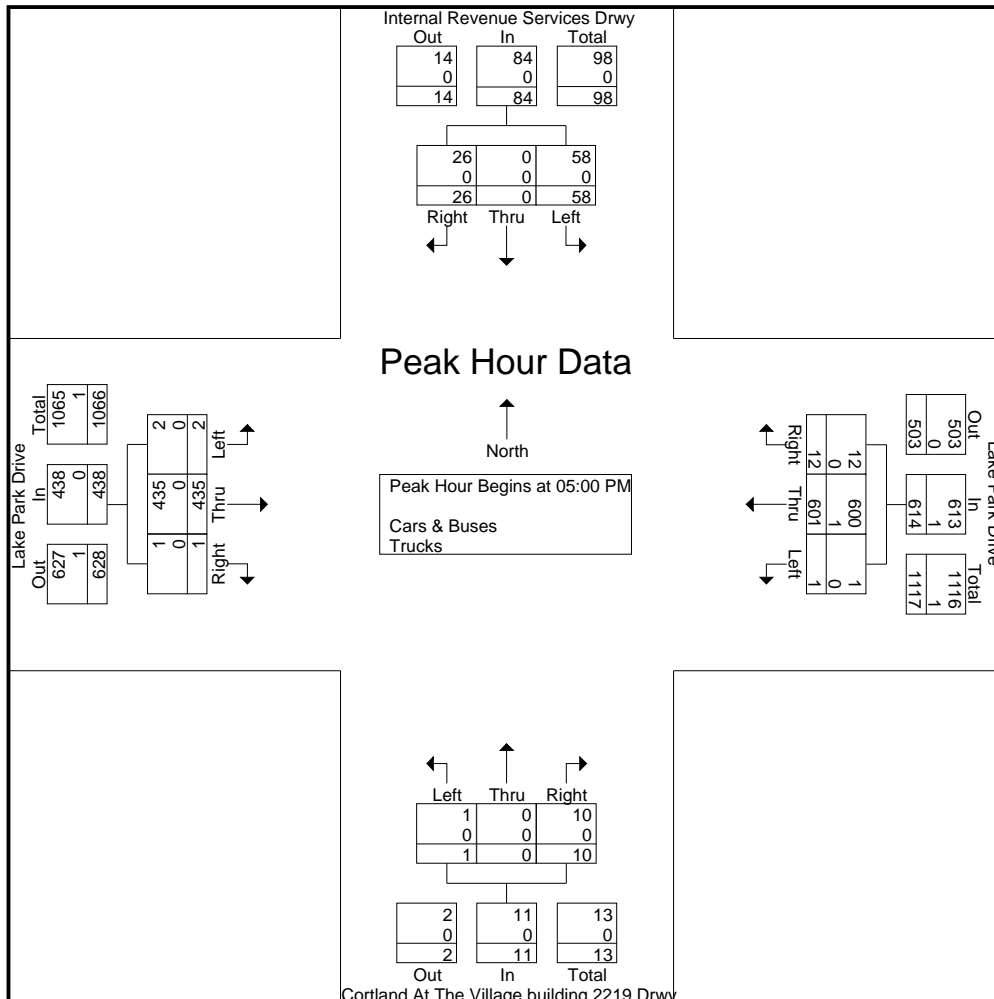 Internal Revenue Services Drwy
Out In Total
14 84 98
0 0 0
14 84 98
26 0 58
0 0 0
26 0 58
Right Thru Left
Peak Hour Data
North
Peak Hour Begins at 05:00 PM
Cars & Buses
Trucks
Lake Park Drive
Out In Total
627 438 1065
1 0 1
628 438 1066
Left Thru Right
2 435 1
0 0 0
2 435 1
Lake Park Drive
Out In Total
503 613 1116
0 1 1
503 614 1117
12 600 1
0 1 0
12 601 1
Right Thru Left
Left Thru Right
1 0 10
0 0 0
1 0 10
2 11 13
0 0 0
2 11 13
Out In Total
Cortland At The Village building 2219 Drwy